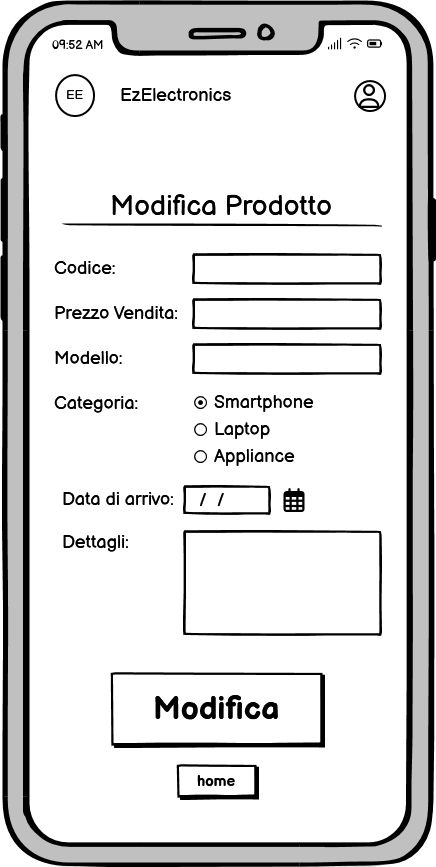 09:52 AM
EE EzElectronics
Modifica Prodotto
Codice:
Prezzo Vendita:
Modello:
Categoria: Smartphone
Laptop
Appliance
Data di arrivo: / /
Dettagli:
Modifica
home